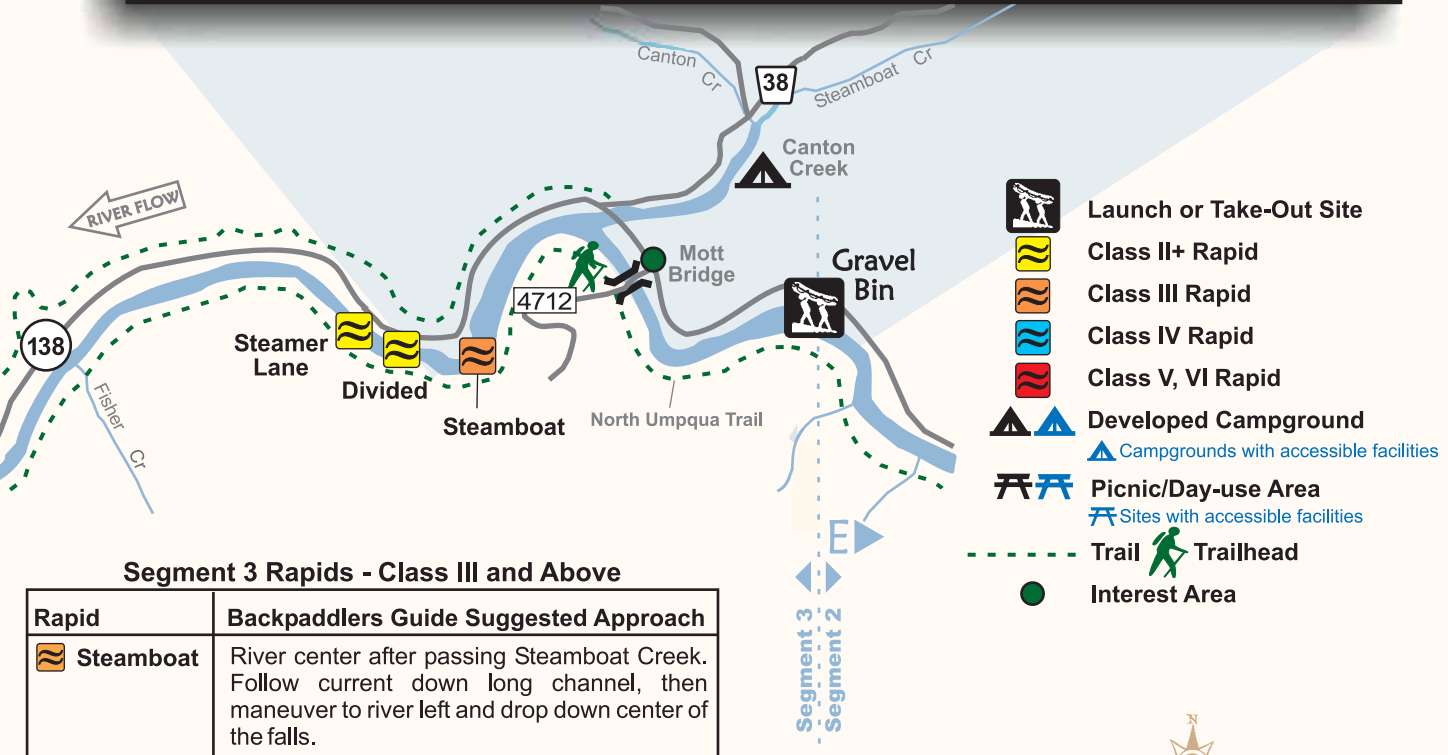 Canton
Cr
38
Steamboat Cr
Canton
Creek
RIVER FLOW
Mott
Bridge
Gravel
Bin
4712
138
Steamer
Lane
Divided
Steamboat
North Umpqua Trail
Fisher
Cr
E
Segment 3
Segment 2
Launch or Take-Out Site
Class II+ Rapid
Class III Rapid
Class IV Rapid
Class V, VI Rapid
Developed Campground
Campgrounds with accessible facilities
Picnic/Day-use Area
Sites with accessible facilities
Trail Trailhead
Interest Area
Segment 3 Rapids - Class III and Above
Rapid Backpaddlers Guide Suggested Approach
Steamboat River center after passing Steamboat Creek.
Follow current down long channel, then
maneuver to river left and drop down center of
the falls.
N